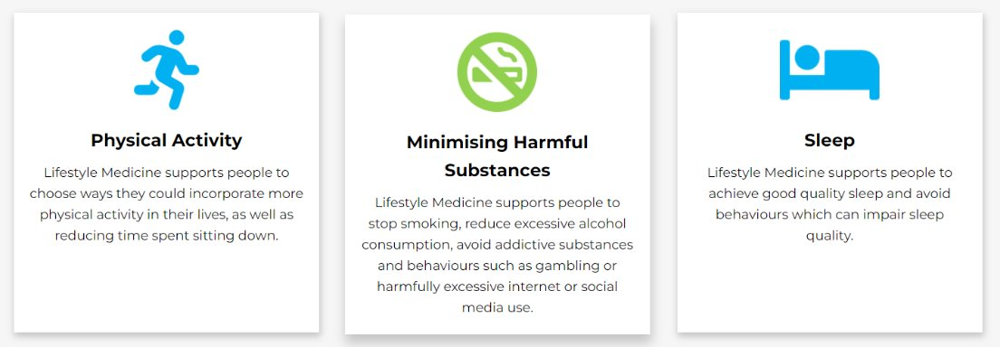 Physical Activity
Lifestyle Medicine supports people to
choose ways they could incorporate more
physical activity in their lives, as well as
reducing time spent sitting down.
Minimising Harmful
Substances
Lifestyle Medicine supports people to
stop smoking, reduce excessive alcohol
consumption, avoid addictive substances
and behaviours such as gambling or
harmfully excessive internet or social
media use.
Sleep
Lifestyle Medicine supports people to
achieve good quality sleep and avoid
behaviours which can impair sleep
quality.